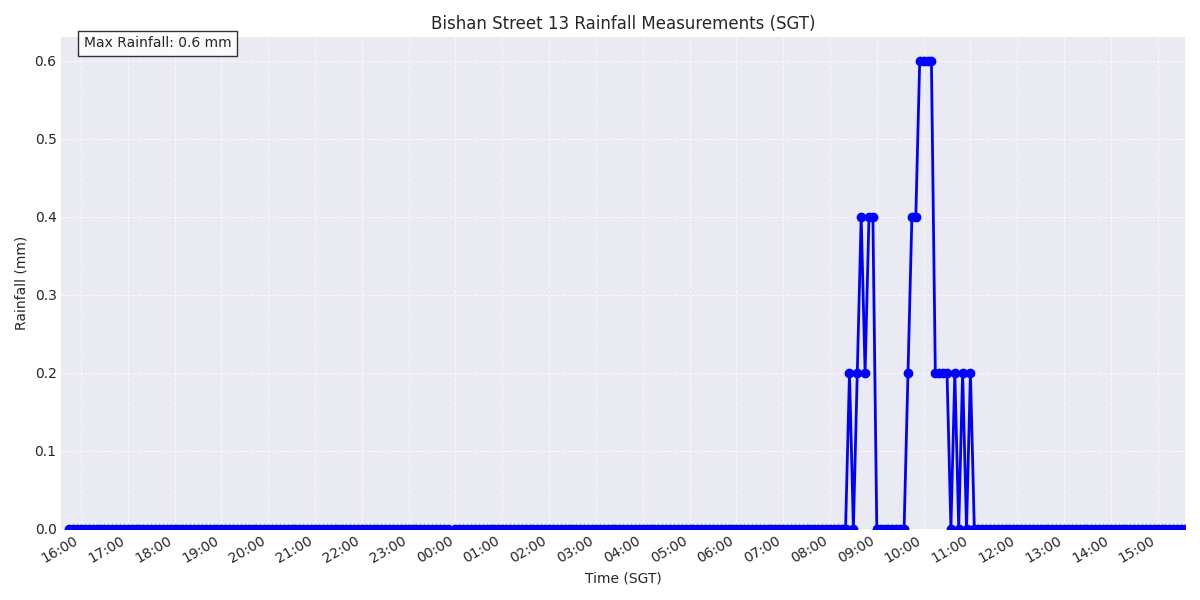 Bishan Street 13 Rainfall Measurements (SGT)
Max Rainfall: 0.6 mm
0.6
0.5
0.4
0.3
0.2
0.1
0.0
Rainfall (mm)
16:00 17:00 18:00 19:00 20:00 21:00 22:00 23:00 00:00 01:00 02:00 03:00 04:00 05:00 06:00 07:00 08:00 09:00 10:00 11:00 12:00 13:00 14:00 15:00
Time (SGT)